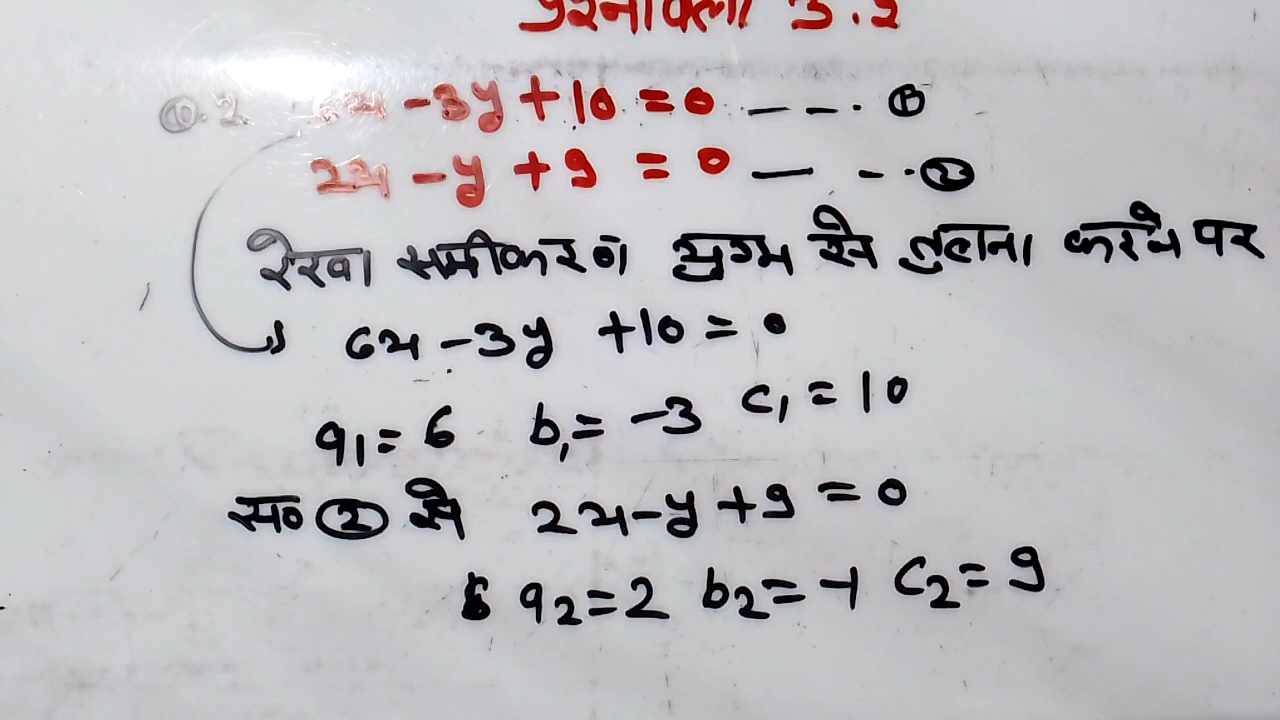 प्रश्नावली 3.2
Q.2 6x - 3y + 10 = 0 — — . ①
2x - y + 9 = 0 — - . ②
रेखा समीकरण युग्म से तुलना करने पर
6x - 3y + 10 = 0
a1 = 6 b1 = -3 c1 = 10
स० ② से 2x - y + 9 = 0
a2 = 2 b2 = -1 c2 = 9